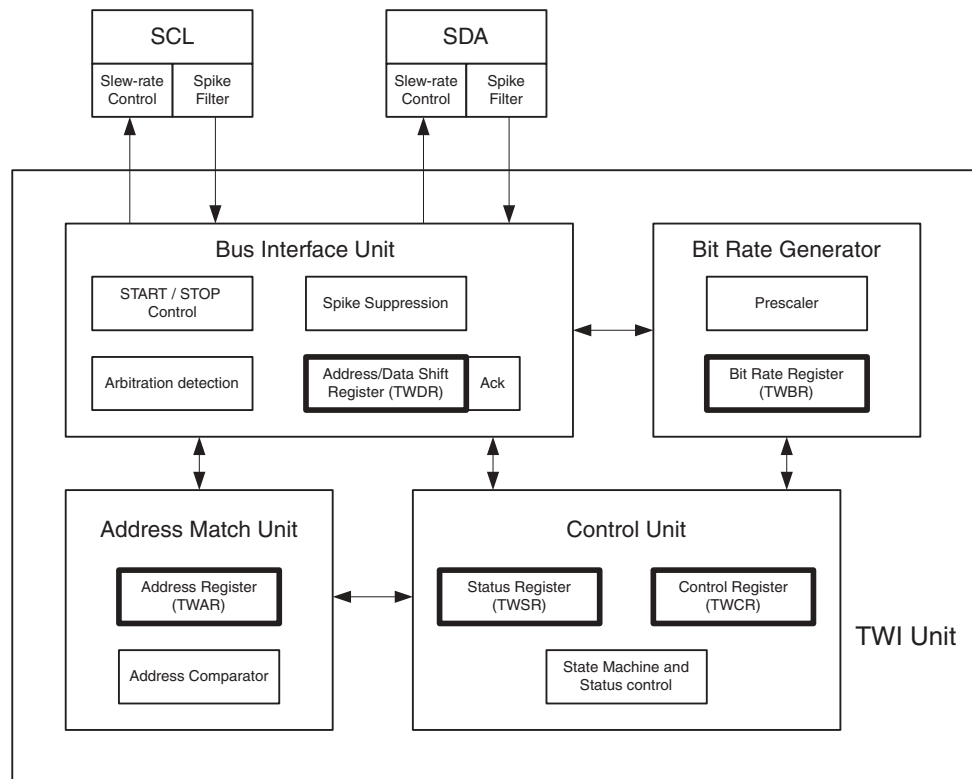 SCL
Slew-rate
Control
Spike
Filter
SDA
Slew-rate
Control
Spike
Filter
Bus Interface Unit
START / STOP
Control
Spike Suppression
Arbitration detection
Address/Data Shift
Register (TWDR)
Ack
Bit Rate Generator
Prescaler
Bit Rate Register
(TWBR)
Address Match Unit
Address Register
(TWAR)
Address Comparator
Control Unit
Status Register
(TWSR)
Control Register
(TWCR)
State Machine and
Status control
TWI Unit